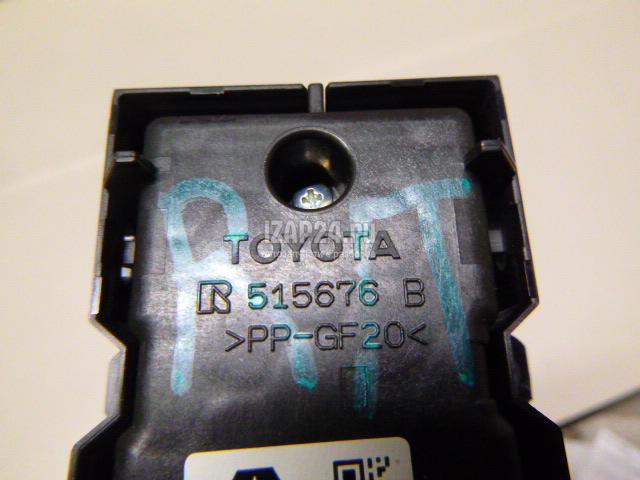 TOYOTA
R 515676 B
>PP-GF20<
IZAP24.ru